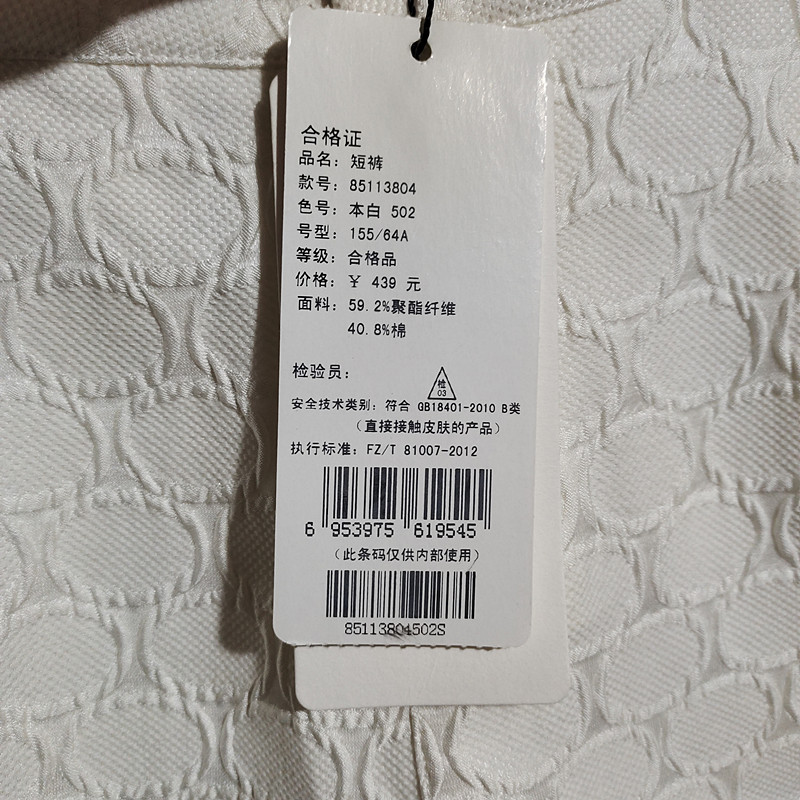 合格证
品名: 短裤
款号: 85113804
色号: 本白 502
号型: 155/64A
等级: 合格品
价格: ¥ 439 元
面料: 59.2%聚酯纤维
40.8%棉
检验员:
检
03
安全技术类别: 符合 GB18401-2010 B类
(直接接触皮肤的产品)
执行标准: FZ/T 81007-2012
6 953975 619545
(此条码仅供内部使用)
85113804502S